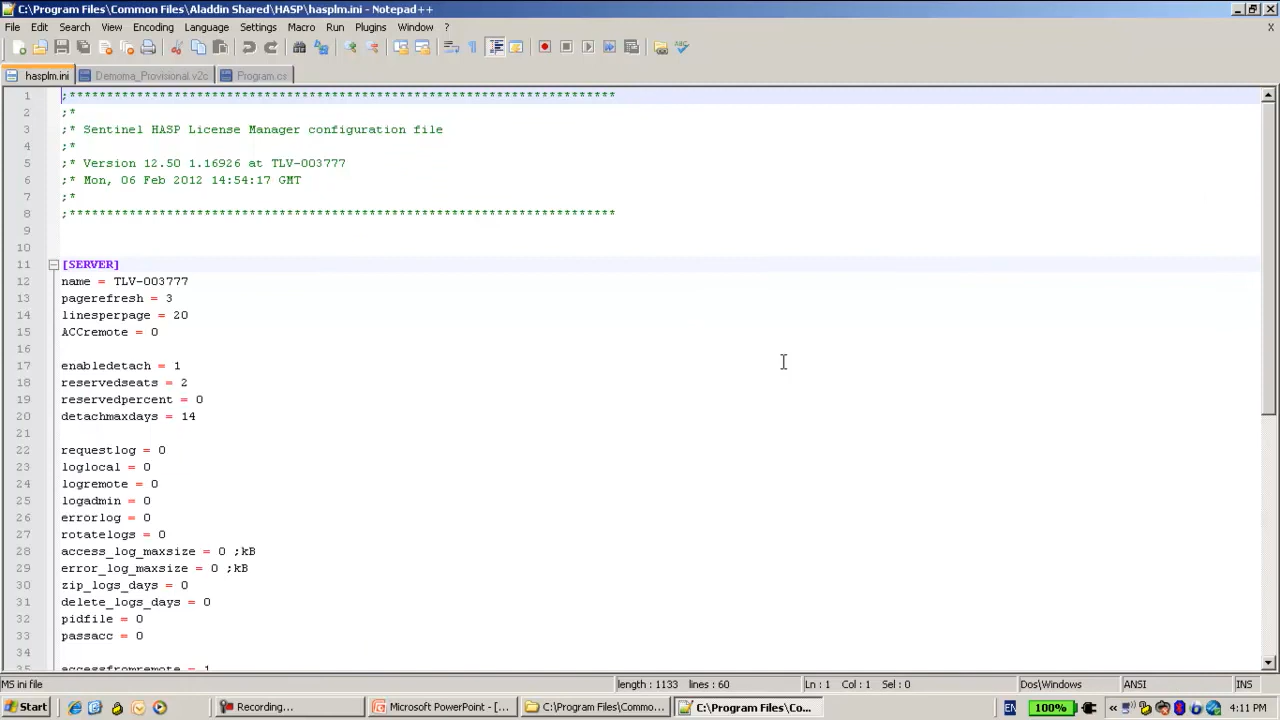 C:\Program Files\Common Files\Aladdin Shared\HASP\hasplm.ini - Notepad++
File Edit Search View Encoding Language Settings Macro Run Plugins Window ? X
hasplm.ini Demoma_Provisional.v2c Program.cs
1 ;*************************************************************************
2 ;*
3 ;* Sentinel HASP License Manager configuration file
4 ;*
5 ;* Version 12.50 1.16926 at TLV-003777
6 ;* Mon, 06 Feb 2012 14:54:17 GMT
7 ;*
8 ;*************************************************************************
9
10
11 [SERVER]
12 name = TLV-003777
13 pagerefresh = 3
14 linesperpage = 20
15 ACCremote = 0
16
17 enabledetach = 1
18 reservedseats = 2
19 reservedpercent = 0
20 detachmaxdays = 14
21
22 requestlog = 0
23 loglocal = 0
24 logremote = 0
25 logadmin = 0
26 errorlog = 0
27 rotatelogs = 0
28 access_log_maxsize = 0 ;kB
29 error_log_maxsize = 0 ;kB
30 zip_logs_days = 0
31 delete_logs_days = 0
32 pidfile = 0
33 passacc = 0
34
35 accessfromremote = 1
MS ini file length : 1133 lines : 60 Ln : 1 Col : 1 Sel : 0 Dos\Windows ANSI INS
Start Recording... Microsoft PowerPoint - [... C:\Program Files\Commo... C:\Program Files\Co... EN 100% « 4:11 PM